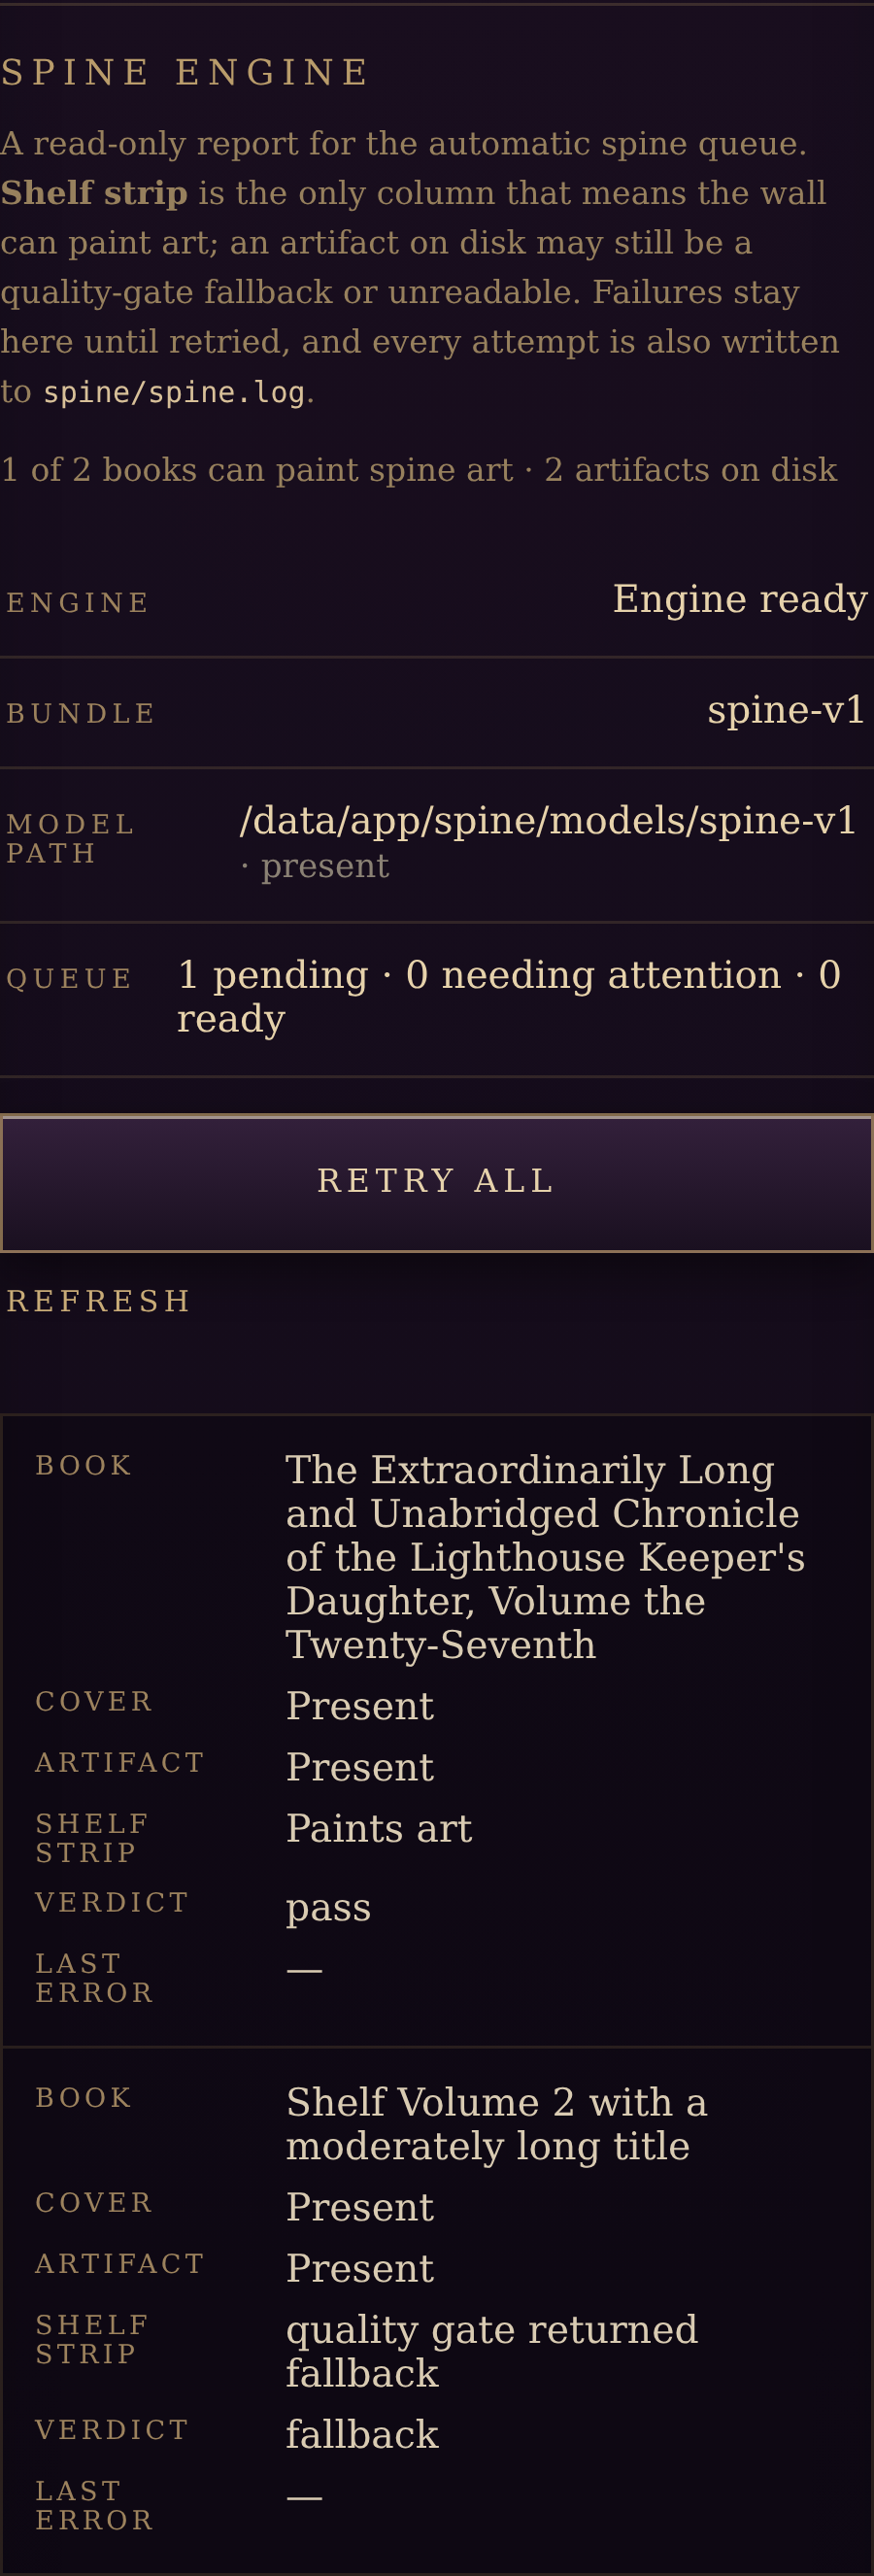 SPINE ENGINE
A read-only report for the automatic spine queue.
Shelf strip is the only column that means the wall
can paint art; an artifact on disk may still be a
quality-gate fallback or unreadable. Failures stay
here until retried, and every attempt is also written
to spine/spine.log.
1 of 2 books can paint spine art · 2 artifacts on disk
ENGINE Engine ready
BUNDLE spine-v1
MODEL PATH /data/app/spine/models/spine-v1
· present
QUEUE 1 pending · 0 needing attention · 0
ready
RETRY ALL
REFRESH
BOOK The Extraordinarily Long
and Unabridged Chronicle
of the Lighthouse Keeper's
Daughter, Volume the
Twenty-Seventh
COVER Present
ARTIFACT Present
SHELF STRIP Paints art
VERDICT pass
LAST ERROR —
BOOK Shelf Volume 2 with a
moderately long title
COVER Present
ARTIFACT Present
SHELF STRIP quality gate returned
fallback
VERDICT fallback
LAST ERROR —